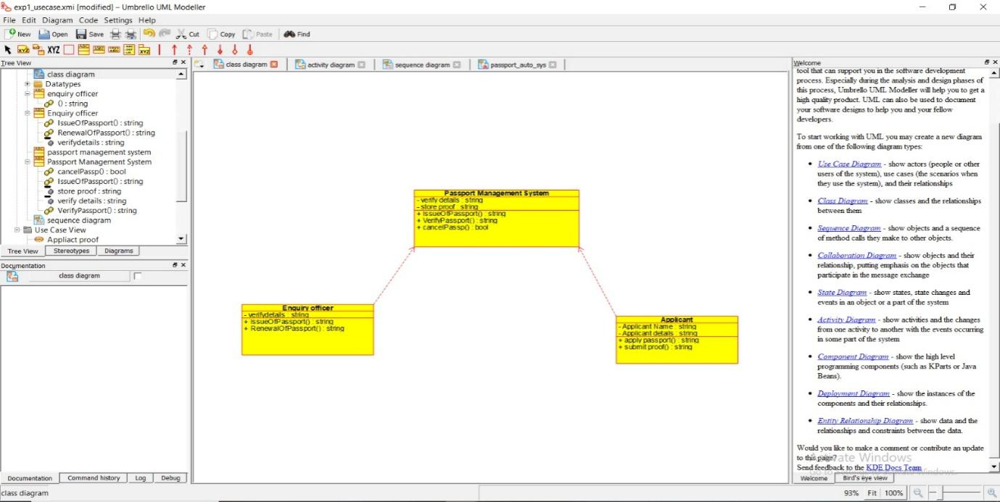 exp1_usecase.xmi [modified] – Umbrello UML Modeller
File Edit Diagram Code Settings Help
New Open Save Cut Copy Paste Find
XYZ
Tree View
class diagram
Datatypes
enquiry officer
() : string
Enquiry officer
IssueOfPassport() : string
RenewalOfPassport() : string
verifydetails : string
passport management system
Passport Management System
cancelPassp() : bool
IssueOfPassport() : string
store proof : string
verify details : string
VerifyPassport() : string
sequence diagram
Use Case View
Appliact proof
Tree View Stereotypes Diagrams
Documentation
class diagram
Documentation Command history Log Debug
class diagram
class diagram activity diagram sequence diagram passport_auto_sys
Passport Management System
- verify details : string
- store proof : string
+ IssueOfPassport() : string
+ VerifyPassport() : string
+ cancelPassp() : bool
Enquiry officer
- verifydetails : string
+ IssueOfPassport() : string
+ RenewalOfPassport() : string
Applicant
- Applicant Name : string
- Applicant details : string
+ apply passport() : string
+ submit proof() : string
Welcome
tool that can support you in the software development
process. Especially during the analysis and design phases of
this process, Umbrello UML Modeller will help you to get a
high quality product. UML can also be used to document
your software designs to help you and your fellow
developers.
To start working with UML you may create a new diagram
from one of the following diagram types:
• Use Case Diagram - show actors (people or other
users of the system), use cases (the scenarios when
they use the system), and their relationships
• Class Diagram - show classes and the relationships
between them
• Sequence Diagram - show objects and a sequence
of method calls they make to other objects.
• Collaboration Diagram - show objects and their
relationship, putting emphasis on the objects that
participate in the message exchange
• State Diagram - show states, state changes and
events in an object or a part of the system
• Activity Diagram - show activities and the changes
from one activity to another with the events occurring
in some part of the system
• Component Diagram - show the high level
programming components (such as KParts or Java
Beans).
• Deployment Diagram - show the instances of the
components and their relationships.
• Entity Relationship Diagram - show data and the
relationships and constraints between the data.
Would you like to make a comment or contribute an update
to this page?
Activate Windows
Send feedback to the KDE Docs Team
Welcome Bird's eye view
93% Fit 100%